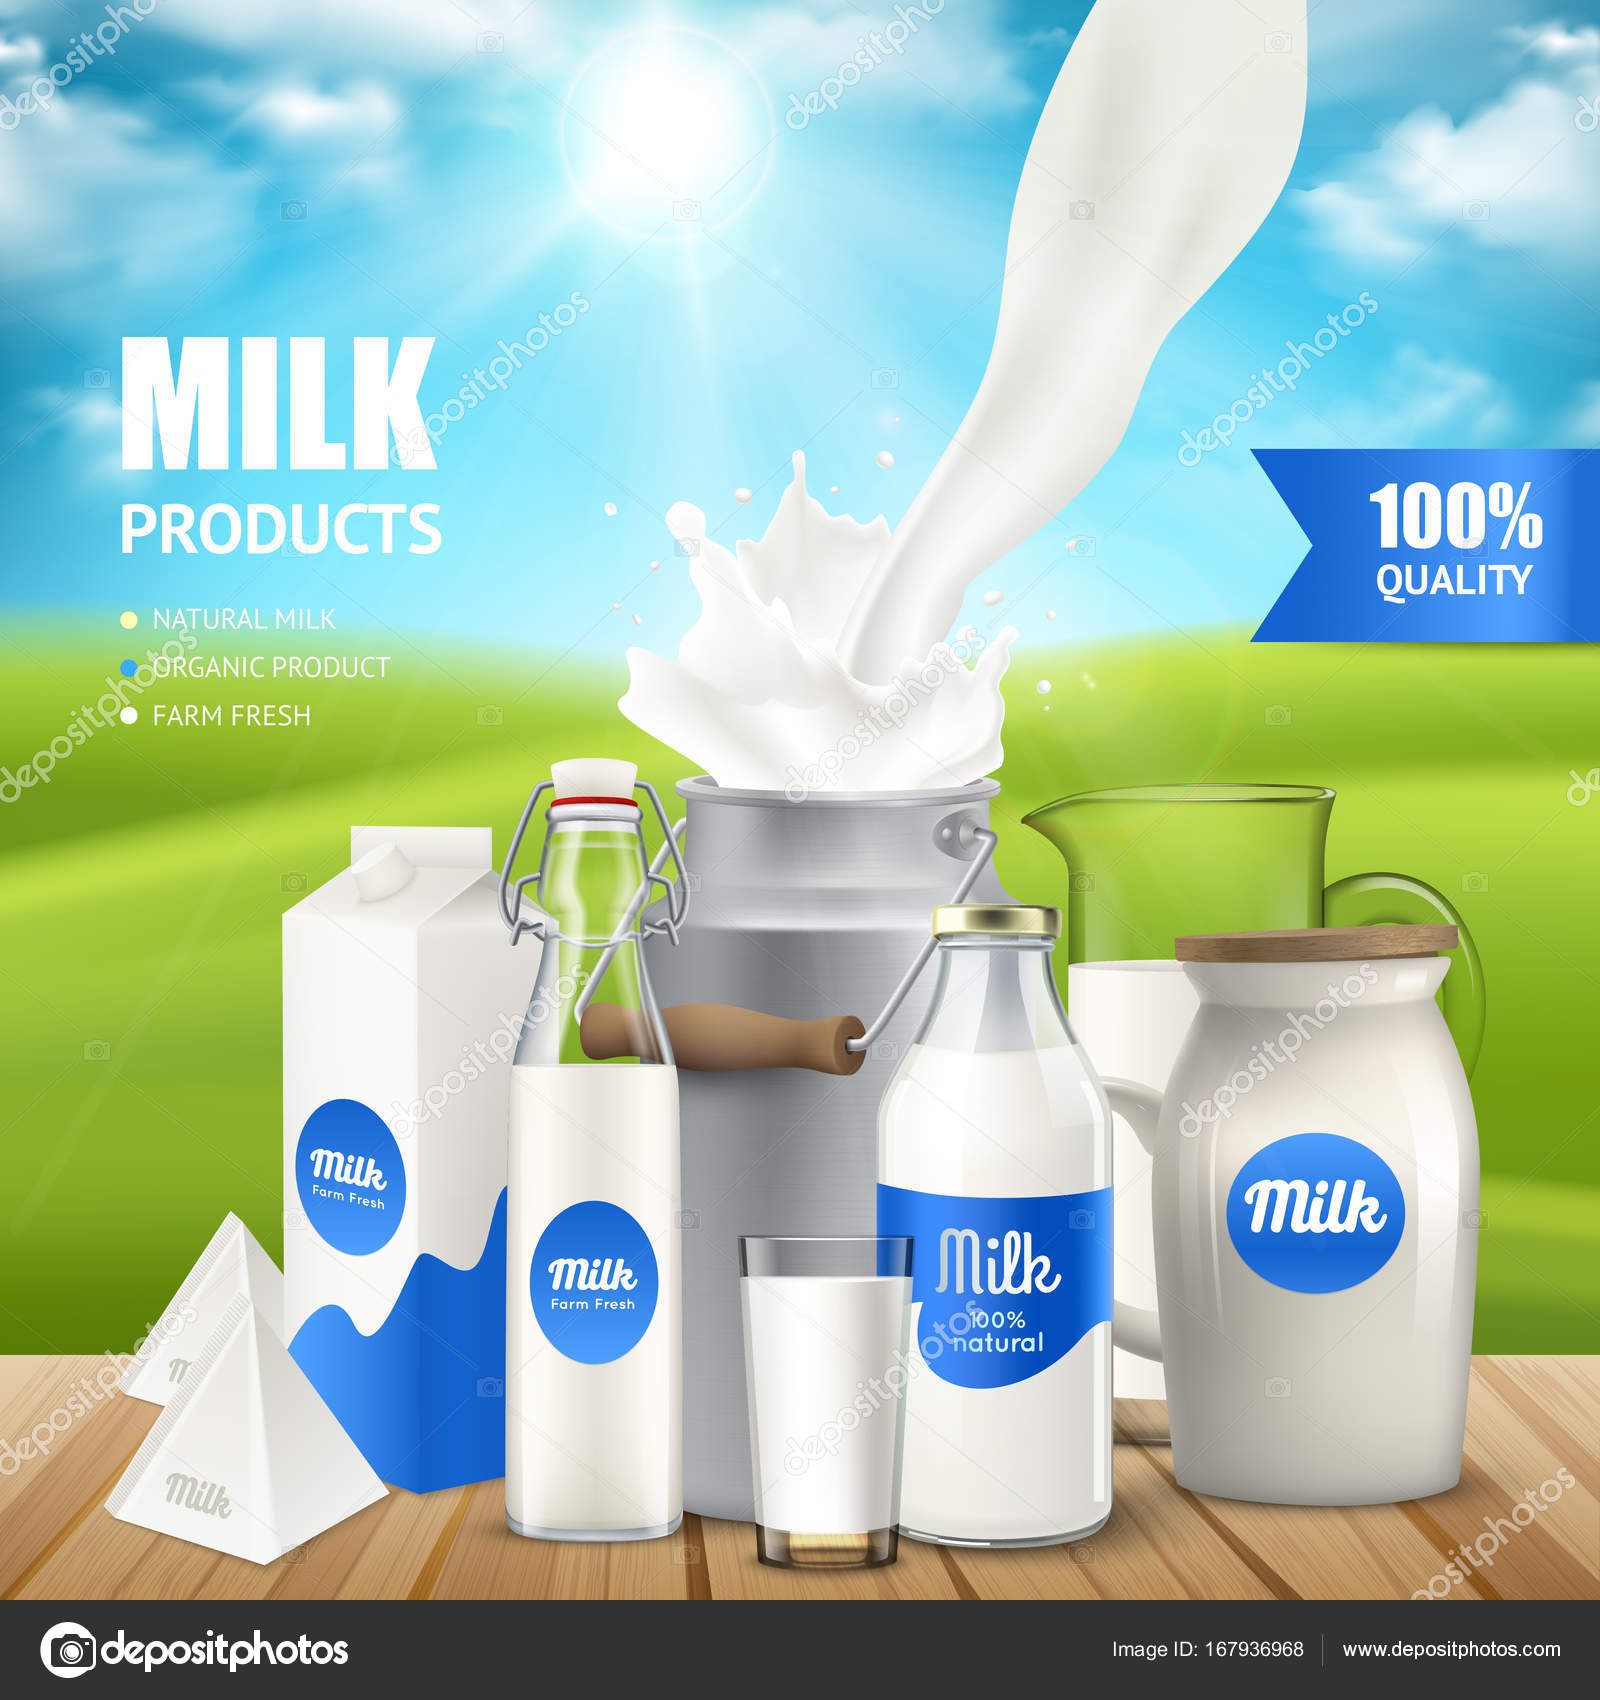 MILK
PRODUCTS
NATURAL MILK
ORGANIC PRODUCT
FARM FRESH
100%
QUALITY
Milk
Farm Fresh
Milk
Farm Fresh
Milk
100%
natural
Milk
M
Milk
depositphotos
Image ID: 167936968
www.depositphotos.com